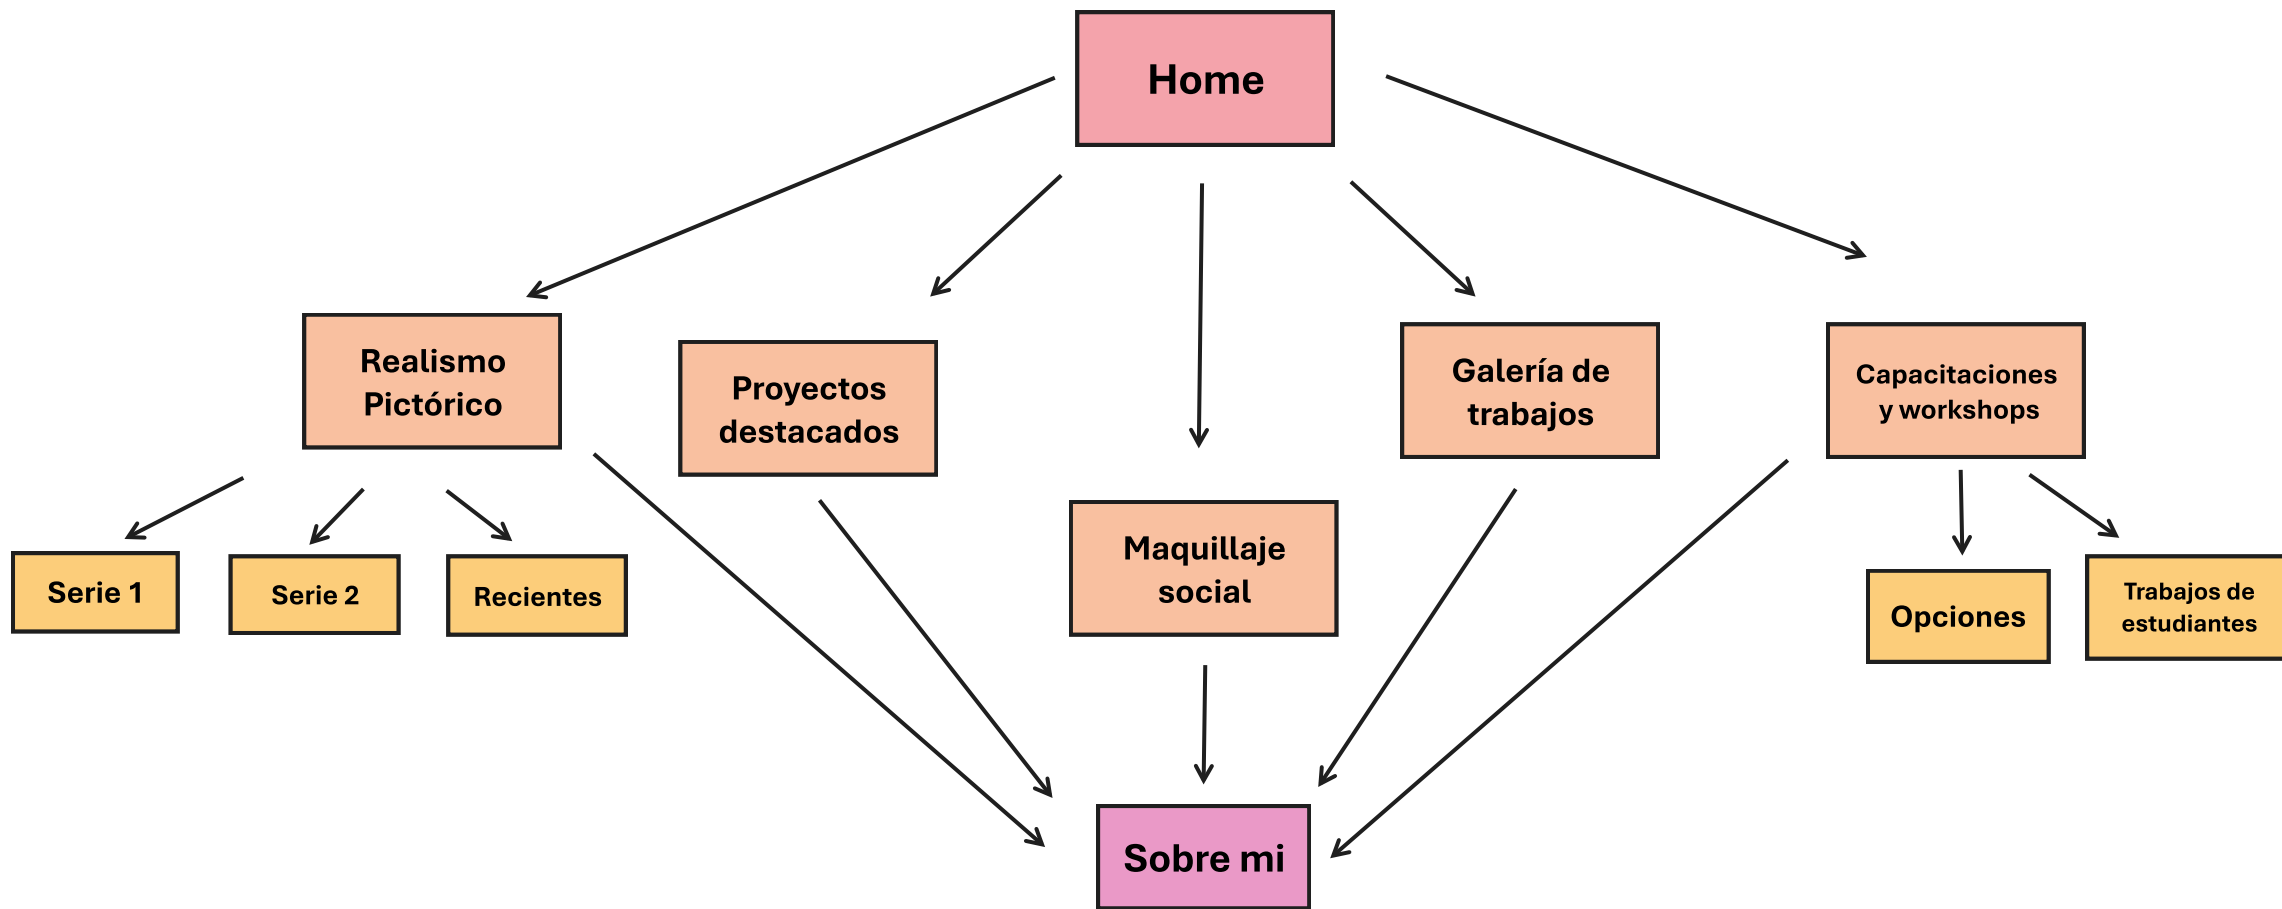 Home
Realismo
Pictórico
Proyectos
destacados
Galería de
trabajos
Capacitaciones
y workshops
Maquillaje
social
Serie 1
Serie 2
Recientes
Opciones
Trabajos de
estudiantes
Sobre mi